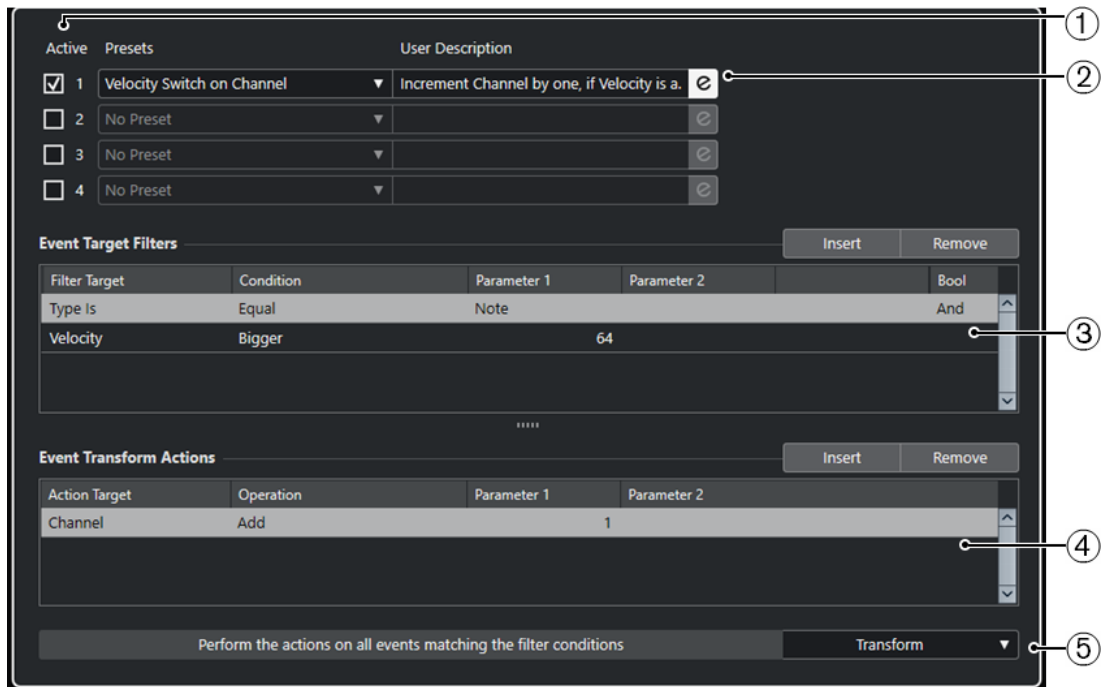 ①
Active Presets User Description
1 Velocity Switch on Channel Increment Channel by one, if Velocity is a. e
②
2 No Preset e
3 No Preset e
4 No Preset e
Event Target Filters Insert Remove
Filter Target Condition Parameter 1 Parameter 2 Bool
Type Is Equal Note And
Velocity Bigger 64
③
Event Transform Actions Insert Remove
Action Target Operation Parameter 1 Parameter 2
Channel Add 1
④
Perform the actions on all events matching the filter conditions Transform
⑤